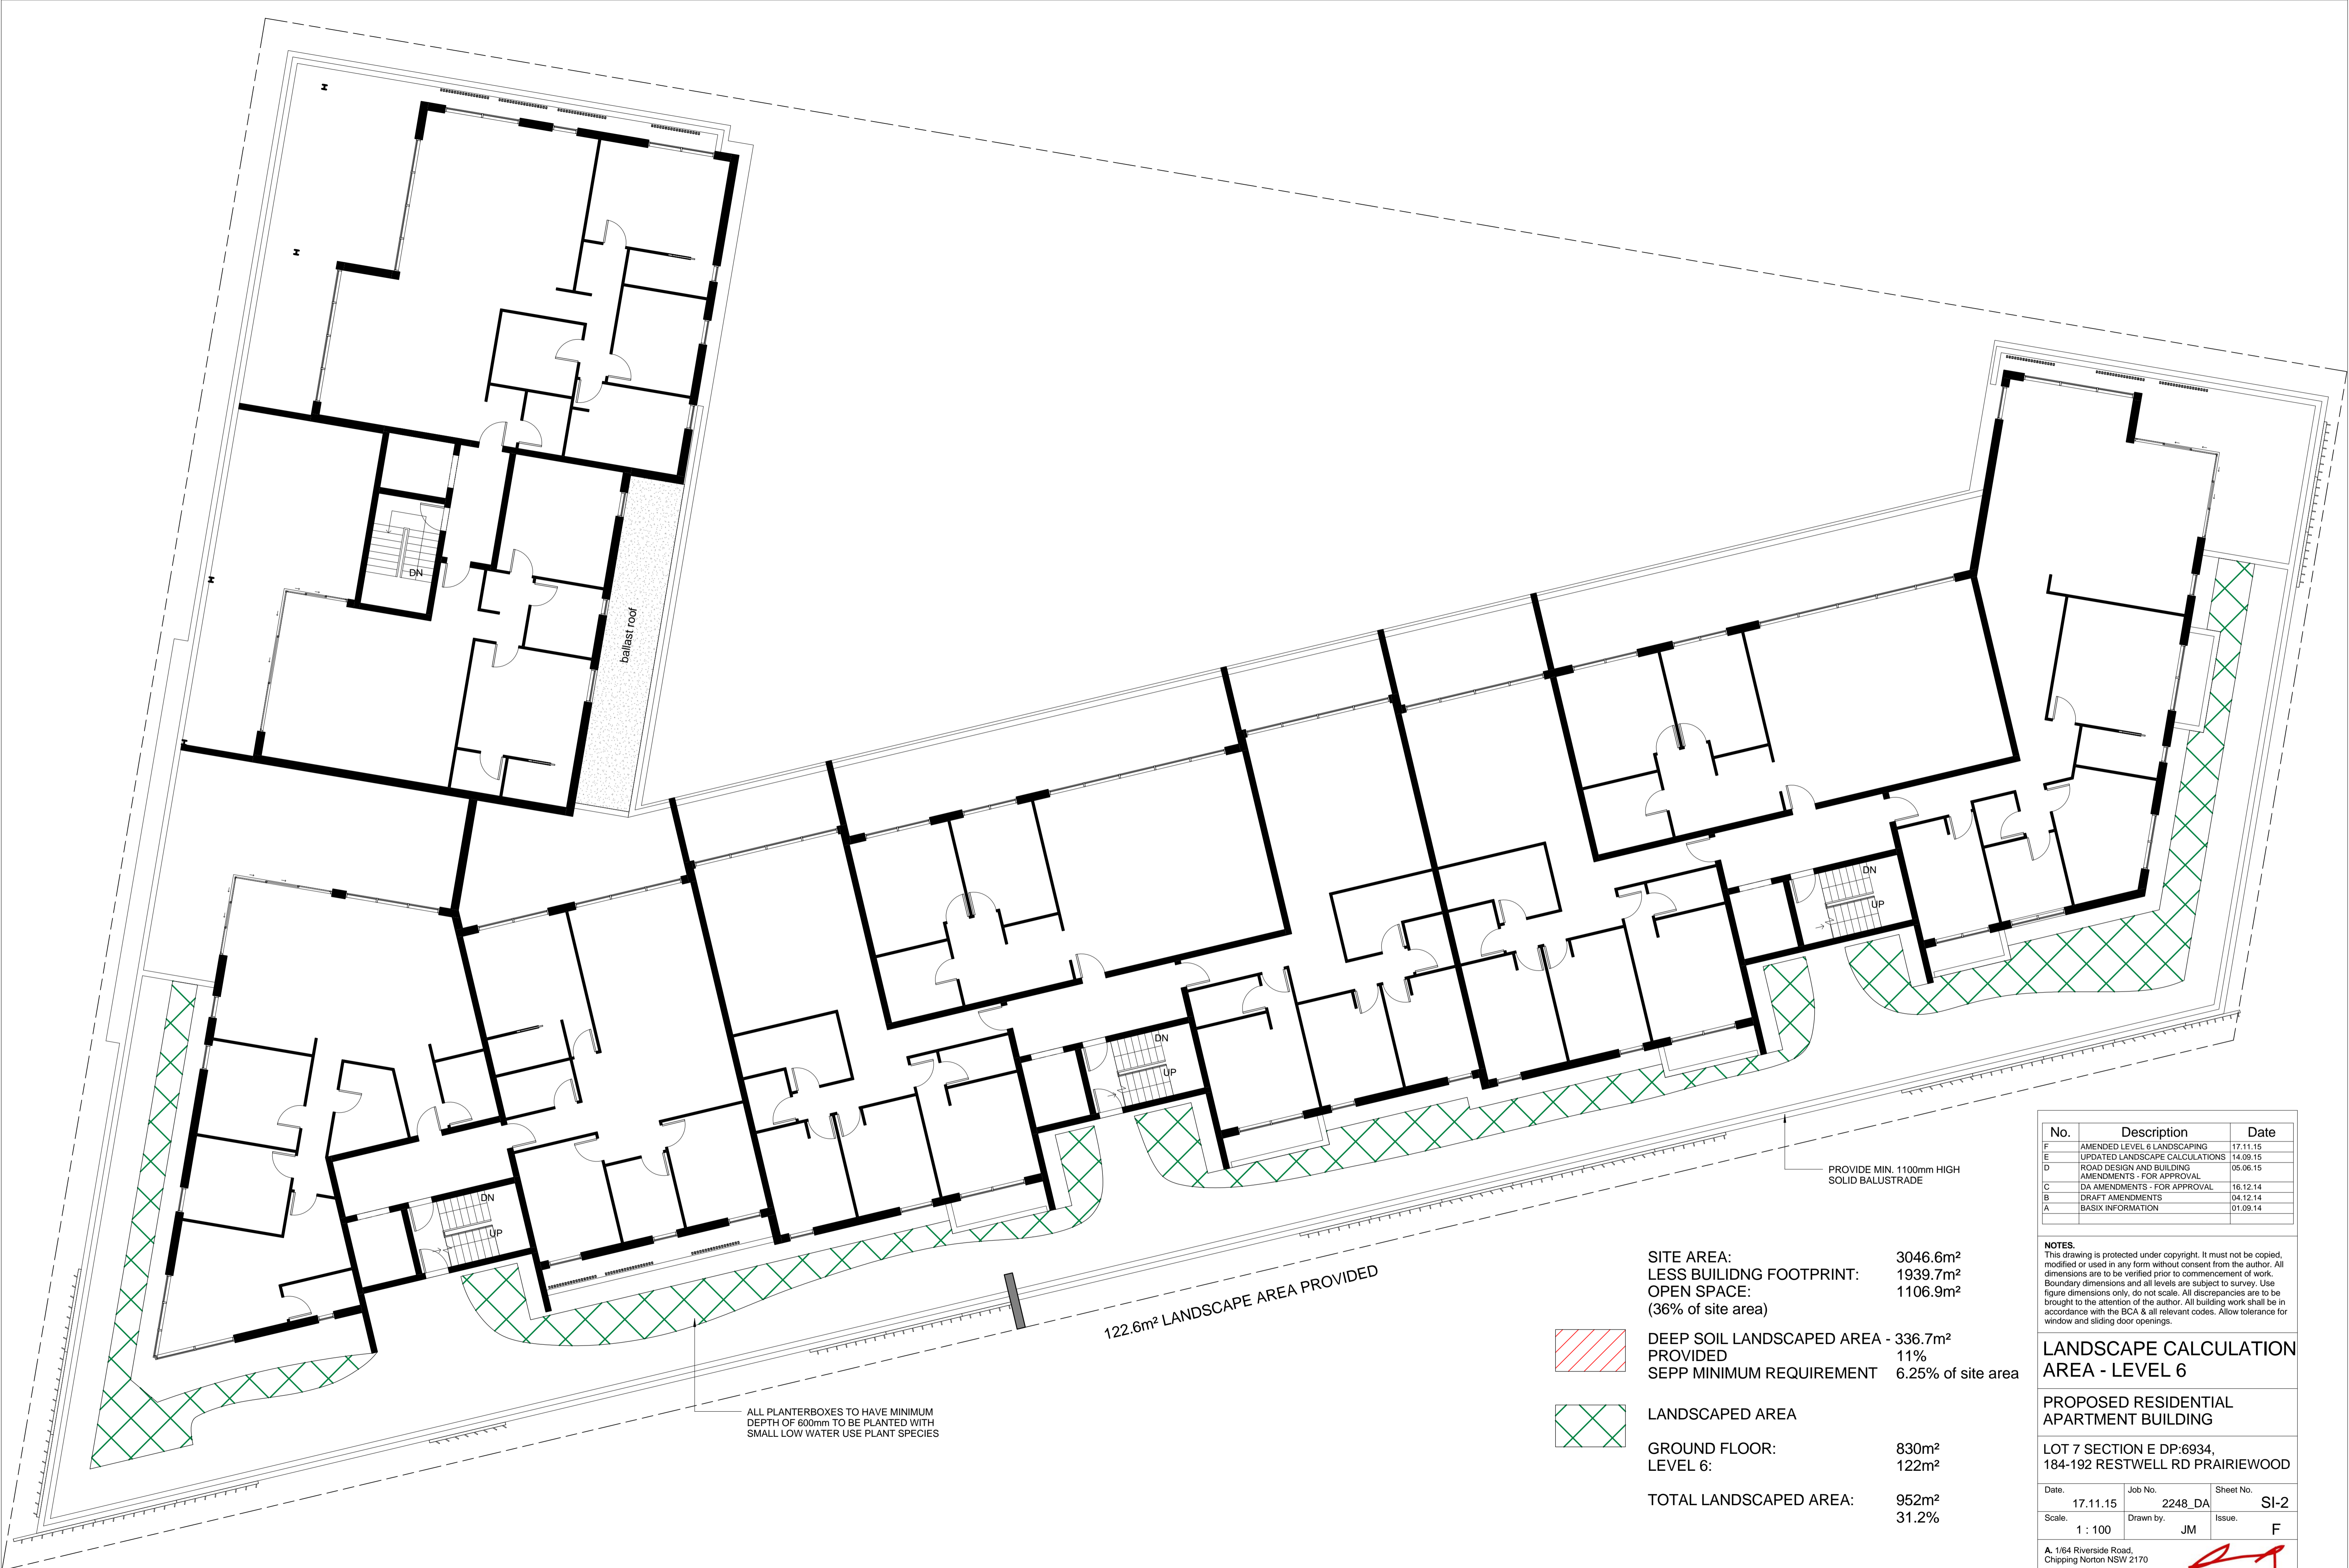 DN
ballast roof
DN
UP
DN
UP
DN
UP
PROVIDE MIN. 1100mm HIGH
SOLID BALUSTRADE
122.6m² LANDSCAPE AREA PROVIDED
ALL PLANTERBOXES TO HAVE MINIMUM
DEPTH OF 600mm TO BE PLANTED WITH
SMALL LOW WATER USE PLANT SPECIES
SITE AREA: 3046.6m²
LESS BUILIDNG FOOTPRINT: 1939.7m²
OPEN SPACE: 1106.9m²
(36% of site area)
DEEP SOIL LANDSCAPED AREA - 336.7m²
PROVIDED 11%
SEPP MINIMUM REQUIREMENT 6.25% of site area
LANDSCAPED AREA
GROUND FLOOR: 830m²
LEVEL 6: 122m²
TOTAL LANDSCAPED AREA: 952m²
31.2%
No. Description Date
F AMENDED LEVEL 6 LANDSCAPING 17.11.15
E UPDATED LANDSCAPE CALCULATIONS 14.09.15
D ROAD DESIGN AND BUILDING 05.06.15
AMENDMENTS - FOR APPROVAL
C DA AMENDMENTS - FOR APPROVAL 16.12.14
B DRAFT AMENDMENTS 04.12.14
A BASIX INFORMATION 01.09.14
NOTES.
This drawing is protected under copyright. It must not be copied,
modified or used in any form without consent from the author. All
dimensions are to be verified prior to commencement of work.
Boundary dimensions and all levels are subject to survey. Use
figure dimensions only, do not scale. All discrepancies are to be
brought to the attention of the author. All building work shall be in
accordance with the BCA & all relevant codes. Allow tolerance for
window and sliding door openings.
LANDSCAPE CALCULATION
AREA - LEVEL 6
PROPOSED RESIDENTIAL
APARTMENT BUILDING
LOT 7 SECTION E DP:6934,
184-192 RESTWELL RD PRAIRIEWOOD
Date. Job No. Sheet No.
17.11.15 2248_DA SI-2
Scale. Drawn by. Issue.
1 : 100 JM F
A. 1/64 Riverside Road,
Chipping Norton NSW 2170